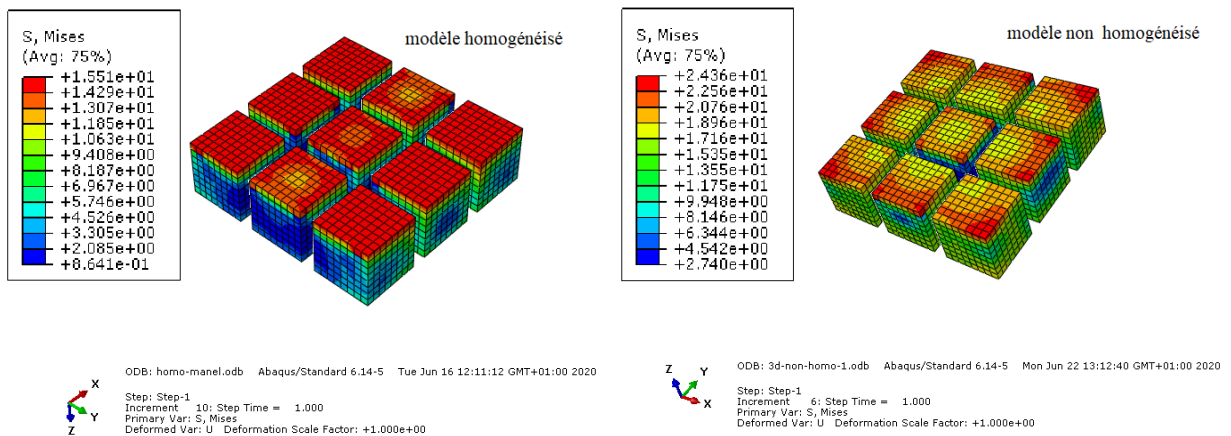 modèle homogénéisé
S, Mises
(Avg: 75%)
+1.551e+01
+1.429e+01
+1.307e+01
+1.185e+01
+1.063e+01
+9.408e+00
+8.187e+00
+6.967e+00
+5.746e+00
+4.526e+00
+3.305e+00
+2.085e+00
+8.641e-01
ODB: homo-manel.odb Abaqus/Standard 6.14-5 Tue Jun 16 12:11:12 GMT+01:00 2020
X
Y
Z
Step: Step-1
Increment 10: Step Time = 1.000
Primary Var: S, Mises
Deformed Var: U Deformation Scale Factor: +1.000e+00
modèle non homogénéisé
S, Mises
(Avg: 75%)
+2.436e+01
+2.256e+01
+2.076e+01
+1.896e+01
+1.716e+01
+1.535e+01
+1.355e+01
+1.175e+01
+9.948e+00
+8.146e+00
+6.344e+00
+4.542e+00
+2.740e+00
ODB: 3d-non-homo-1.odb Abaqus/Standard 6.14-5 Mon Jun 22 13:12:40 GMT+01:00 2020
Z
Y
X
Step: Step-1
Increment 6: Step Time = 1.000
Primary Var: S, Mises
Deformed Var: U Deformation Scale Factor: +1.000e+00